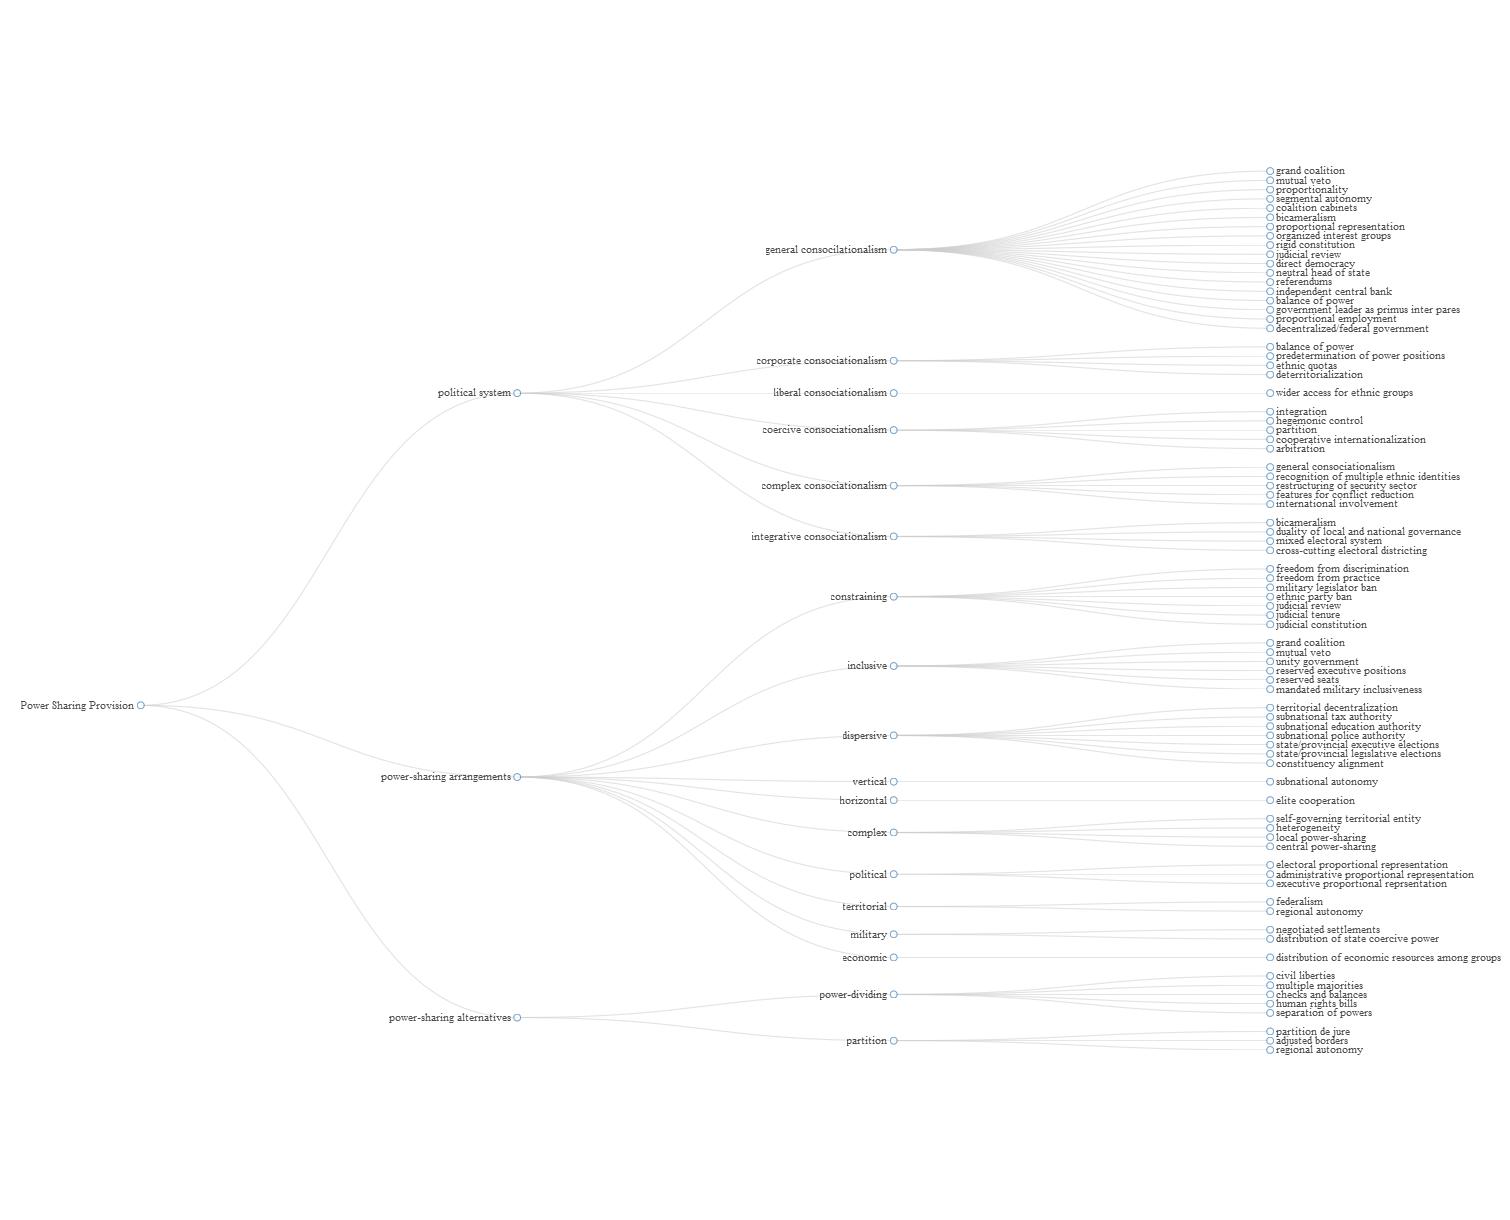 Power Sharing Provision
political system
general consocilationalism
grand coalition
mutual veto
proportionality
segmental autonomy
coalition cabinets
bicameralism
proportional representation
organized interest groups
rigid constitution
judicial review
direct democracy
neutral head of state
referendums
independent central bank
balance of power
government leader as primus inter pares
proportional employment
decentralized/federal government
corporate consociationalism
balance of power
predetermination of power positions
ethnic quotas
deterritorialization
liberal consociationalism
wider access for ethnic groups
coercive consociationalism
integration
hegemonic control
partition
cooperative internationalization
arbitration
complex consociationalism
general consociationalism
recognition of multiple ethnic identities
restructuring of security sector
features for conflict reduction
international involvement
integrative consociationalism
bicameralism
duality of local and national governance
mixed electoral system
cross-cutting electoral districting
power-sharing arrangements
constraining
freedom from discrimination
freedom from practice
military legislator ban
ethnic party ban
judicial review
judicial tenure
judicial constitution
inclusive
grand coalition
mutual veto
unity government
reserved executive positions
reserved seats
mandated military inclusiveness
dispersive
territorial decentralization
subnational tax authority
subnational education authority
subnational police authority
state/provincial executive elections
state/provincial legislative elections
constituency alignment
vertical
subnational autonomy
horizontal
elite cooperation
complex
self-governing territorial entity
heterogeneity
local power-sharing
central power-sharing
political
electoral proportional representation
administrative proportional representation
executive proportional reprsentation
territorial
federalism
regional autonomy
military
negotiated settlements
distribution of state coercive power
economic
distribution of economic resources among groups
power-sharing alternatives
power-dividing
civil liberties
multiple majorities
checks and balances
human rights bills
separation of powers
partition
partition de jure
adjusted borders
regional autonomy